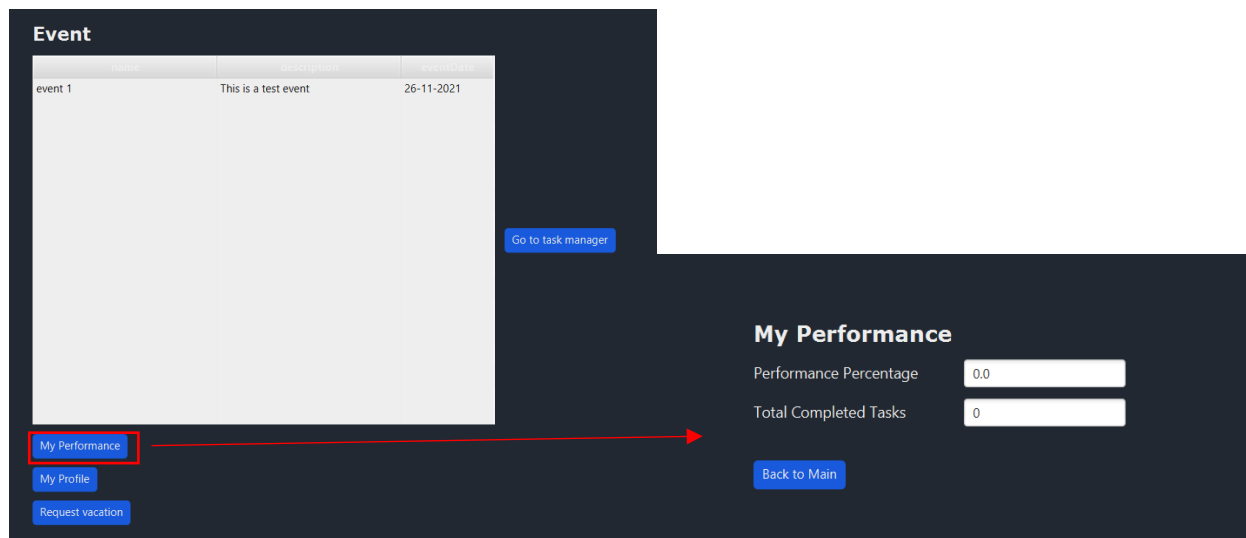 Event
name description eventDate
event 1 This is a test event 26-11-2021
Go to task manager
My Performance
My Profile
Request vacation
My Performance
Performance Percentage 0.0
Total Completed Tasks 0
Back to Main